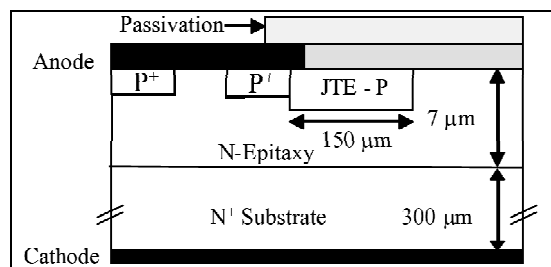 Passivation
Anode
P+ P+ JTE - P
7 µm
150 µm
N-Epitaxy
N+ Substrate
300 µm
Cathode